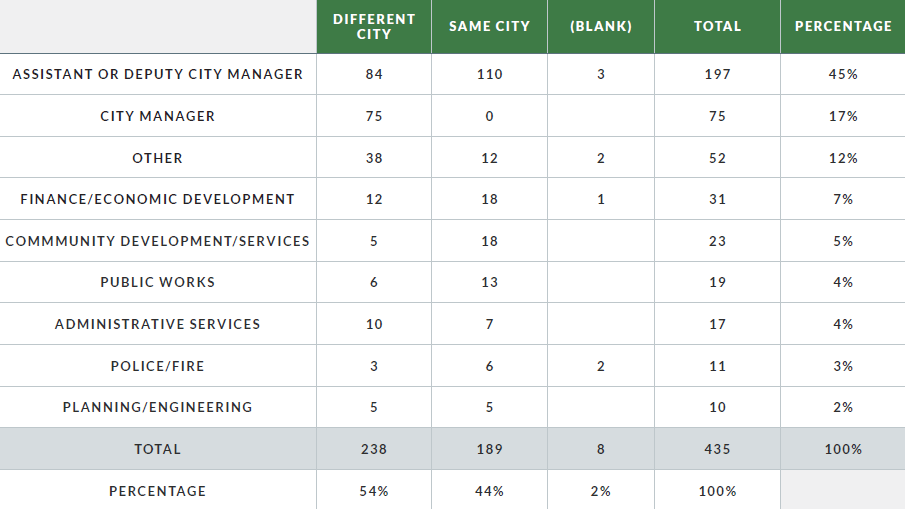 DIFFERENT CITY SAME CITY (BLANK) TOTAL PERCENTAGE
ASSISTANT OR DEPUTY CITY MANAGER 84 110 3 197 45%
CITY MANAGER 75 0 75 17%
OTHER 38 12 2 52 12%
FINANCE/ECONOMIC DEVELOPMENT 12 18 1 31 7%
COMMMUNITY DEVELOPMENT/SERVICES 5 18 23 5%
PUBLIC WORKS 6 13 19 4%
ADMINISTRATIVE SERVICES 10 7 17 4%
POLICE/FIRE 3 6 2 11 3%
PLANNING/ENGINEERING 5 5 10 2%
TOTAL 238 189 8 435 100%
PERCENTAGE 54% 44% 2% 100%